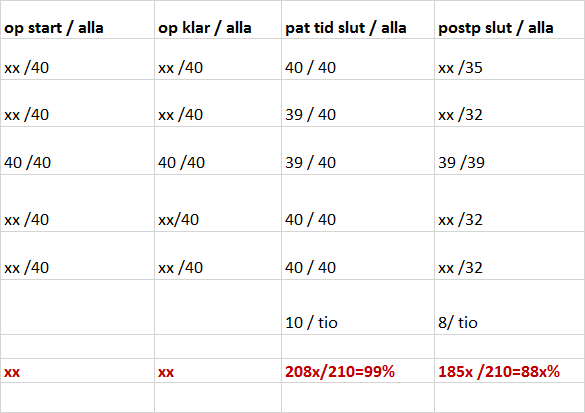 op start / alla op klar / alla pat tid slut / alla postp slut / alla
xx /40 xx /40 40 / 40 xx /35
xx /40 xx /40 39 / 40 xx /32
40 /40 40 /40 39 / 40 39 /39
xx /40 xx/40 40 / 40 xx /32
xx /40 xx /40 40 / 40 xx /32
10 / tio 8/ tio
xx xx 208x/210=99% 185x /210=88x%